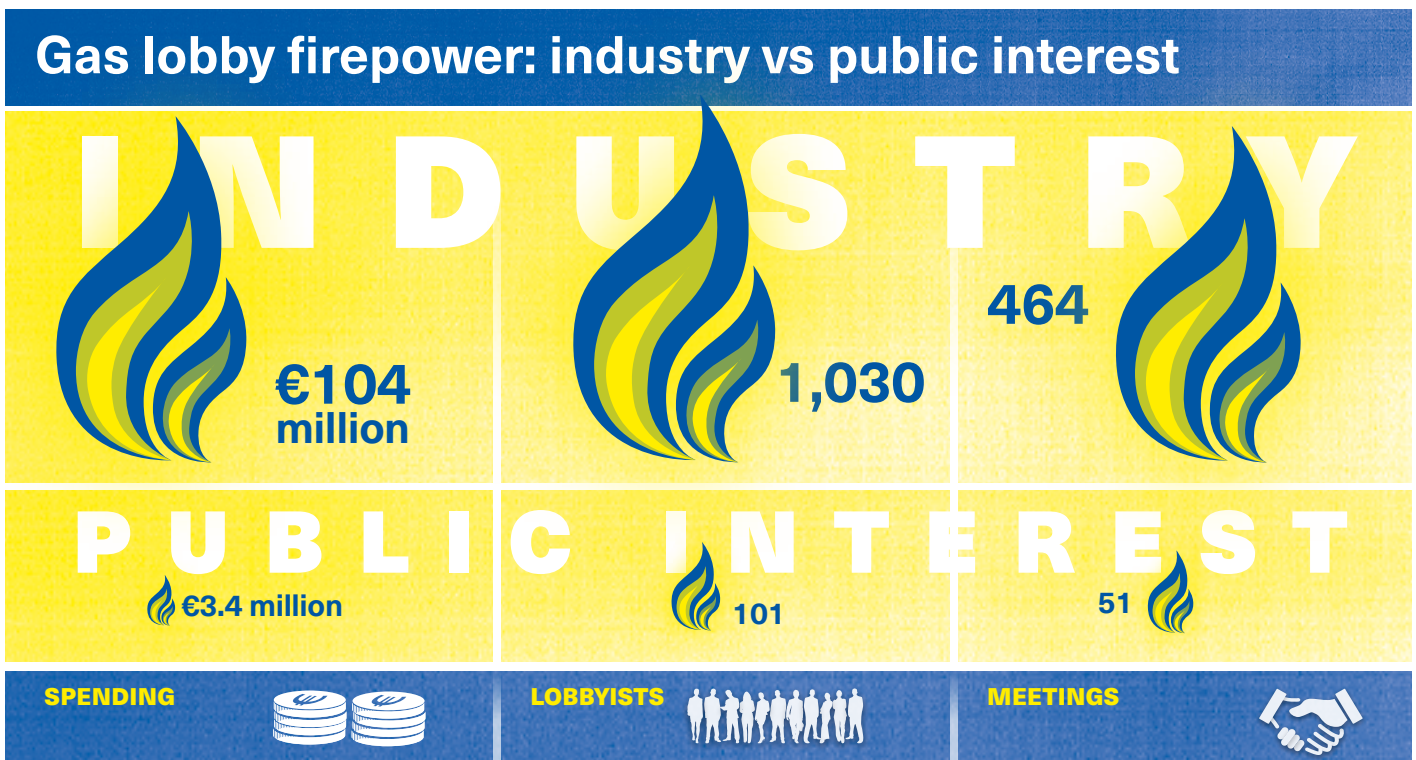 Gas lobby firepower: industry vs public interest
INDUSTRY
€104
million
1,030
464
PUBLIC INTEREST
€3.4 million
101
51
SPENDING
LOBBYISTS
MEETINGS